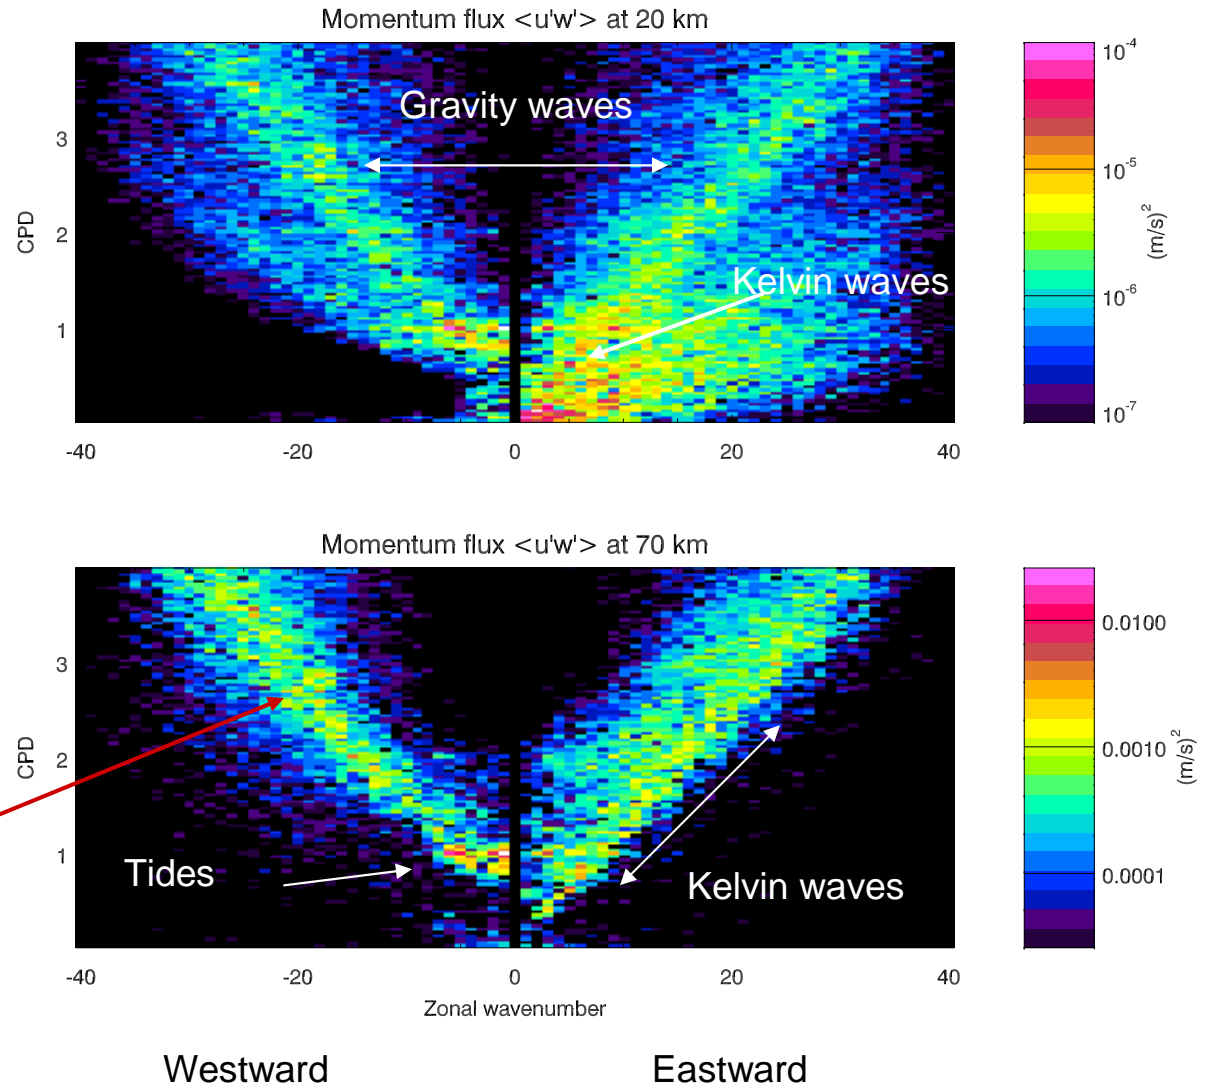 Momentum flux <u'w'> at 20 km
Gravity waves
Kelvin waves
CPD
3
2
1
-40 -20 0 20 40
10^-4
10^-5
10^-6
10^-7
(m/s)^2
Momentum flux <u'w'> at 70 km
Tides
Kelvin waves
CPD
3
2
1
-40 -20 0 20 40
Zonal wavenumber
0.0100
0.0010
0.0001
(m/s)^2
Westward Eastward